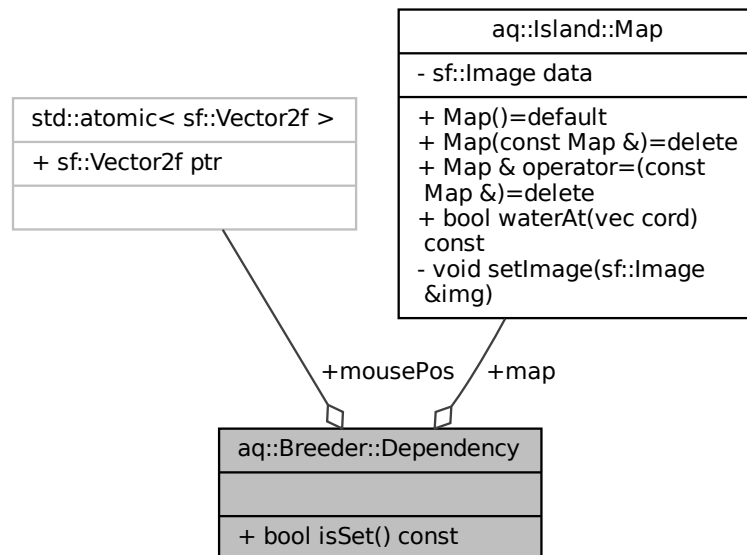 std::atomic< sf::Vector2f >
+ sf::Vector2f ptr
aq::Island::Map
- sf::Image data
+ Map()=default
+ Map(const Map &)=delete
+ Map & operator=(const
Map &)=delete
+ bool waterAt(vec cord)
const
- void setImage(sf::Image
&img)
+mousePos
+map
aq::Breeder::Dependency
+ bool isSet() const